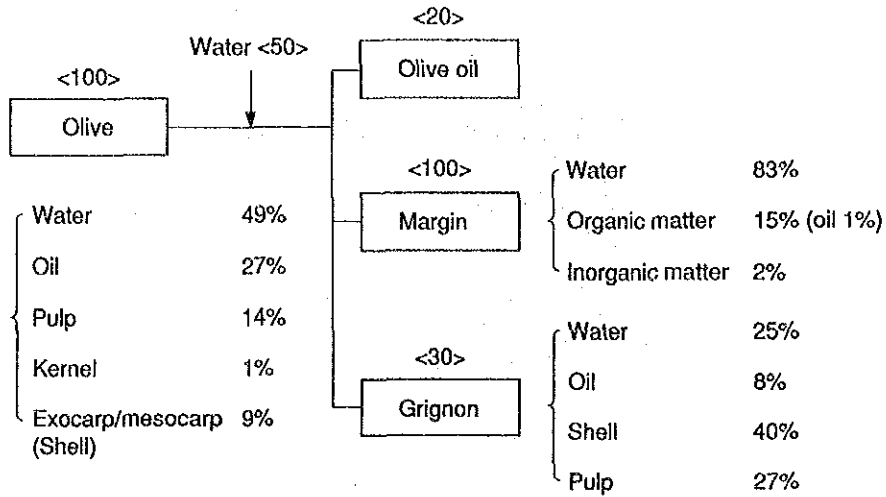 <100>
Olive
Water <50>
<20>
Olive oil
<100>
Margin
<30>
Grignon
Water 49%
Oil 27%
Pulp 14%
Kernel 1%
Exocarp/mesocarp 9%
(Shell)
Water 83%
Organic matter 15% (oil 1%)
Inorganic matter 2%
Water 25%
Oil 8%
Shell 40%
Pulp 27%